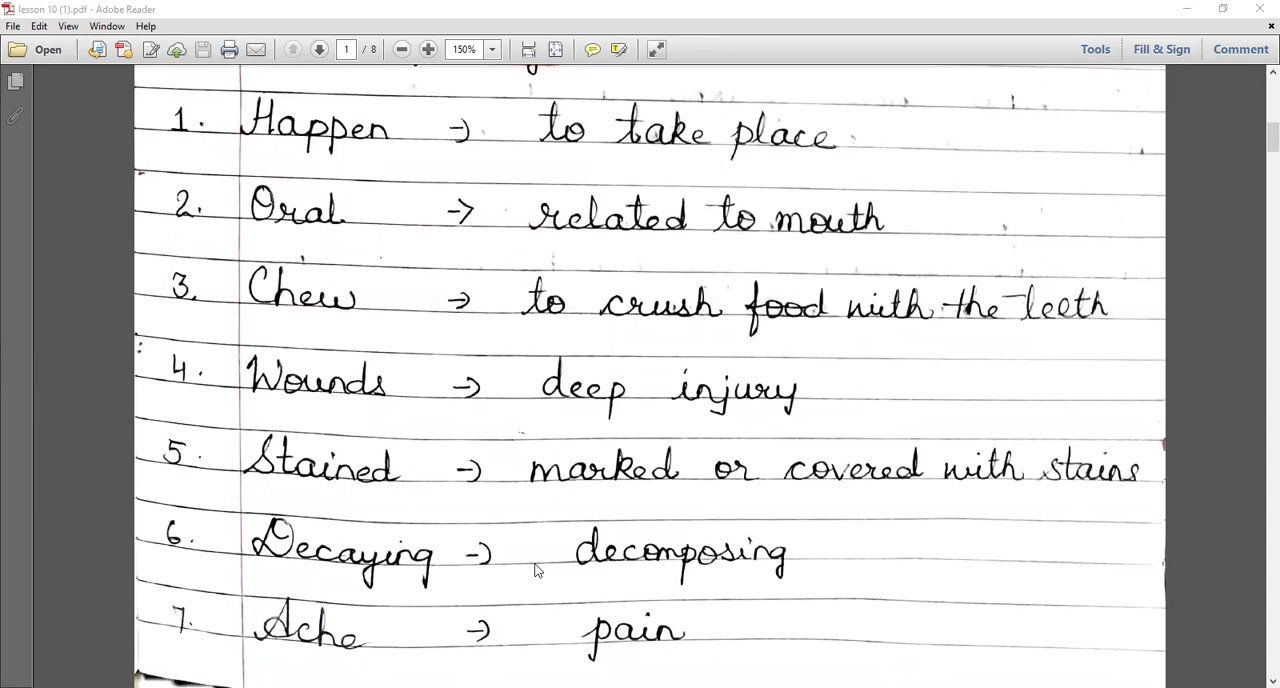 lesson 10 (1).pdf - Adobe Reader
File Edit View Window Help
Open 1 / 8 150% Tools Fill & Sign Comment
1. Happen → to take place.
2. Oral → related to mouth
3. Chew → to crush food with the teeth
4. Wounds → deep injury
5. Stained → marked or covered with stains
6. Decaying → decomposing
7. Ache → pain